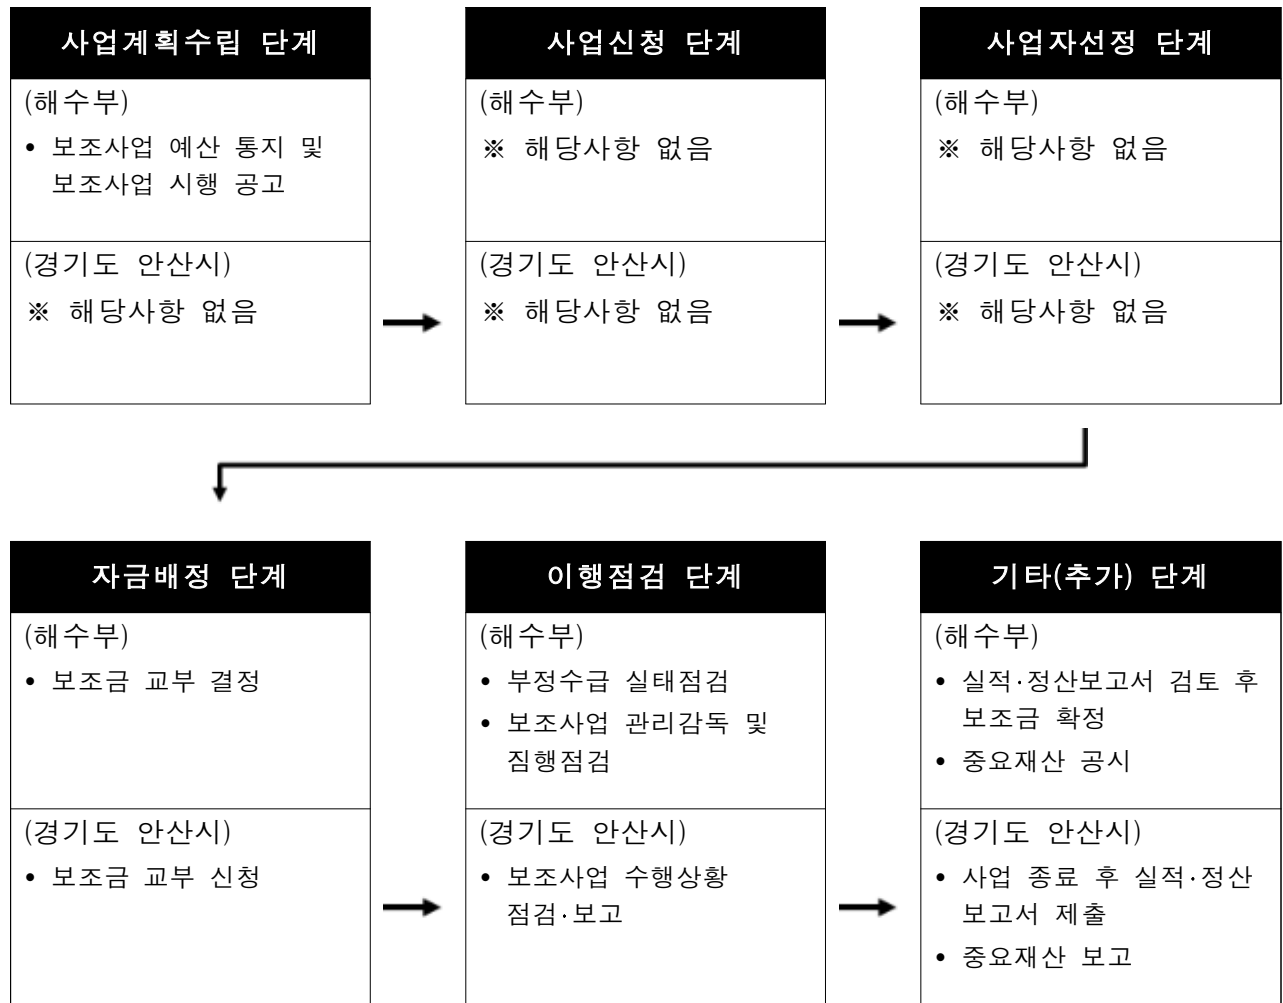 사업계획수립 단계
(해수부)
• 보조사업 예산 통지 및
보조사업 시행 공고
(경기도 안산시)
※ 해당사항 없음
사업신청 단계
(해수부)
※ 해당사항 없음
(경기도 안산시)
※ 해당사항 없음
사업자선정 단계
(해수부)
※ 해당사항 없음
(경기도 안산시)
※ 해당사항 없음
자금배정 단계
(해수부)
• 보조금 교부 결정
(경기도 안산시)
• 보조금 교부 신청
이행점검 단계
(해수부)
• 부정수급 실태점검
• 보조사업 관리감독 및
짐행점검
(경기도 안산시)
• 보조사업 수행상황
점검·보고
기타(추가) 단계
(해수부)
• 실적·정산보고서 검토 후
보조금 확정
• 중요재산 공시
(경기도 안산시)
• 사업 종료 후 실적·정산
보고서 제출
• 중요재산 보고